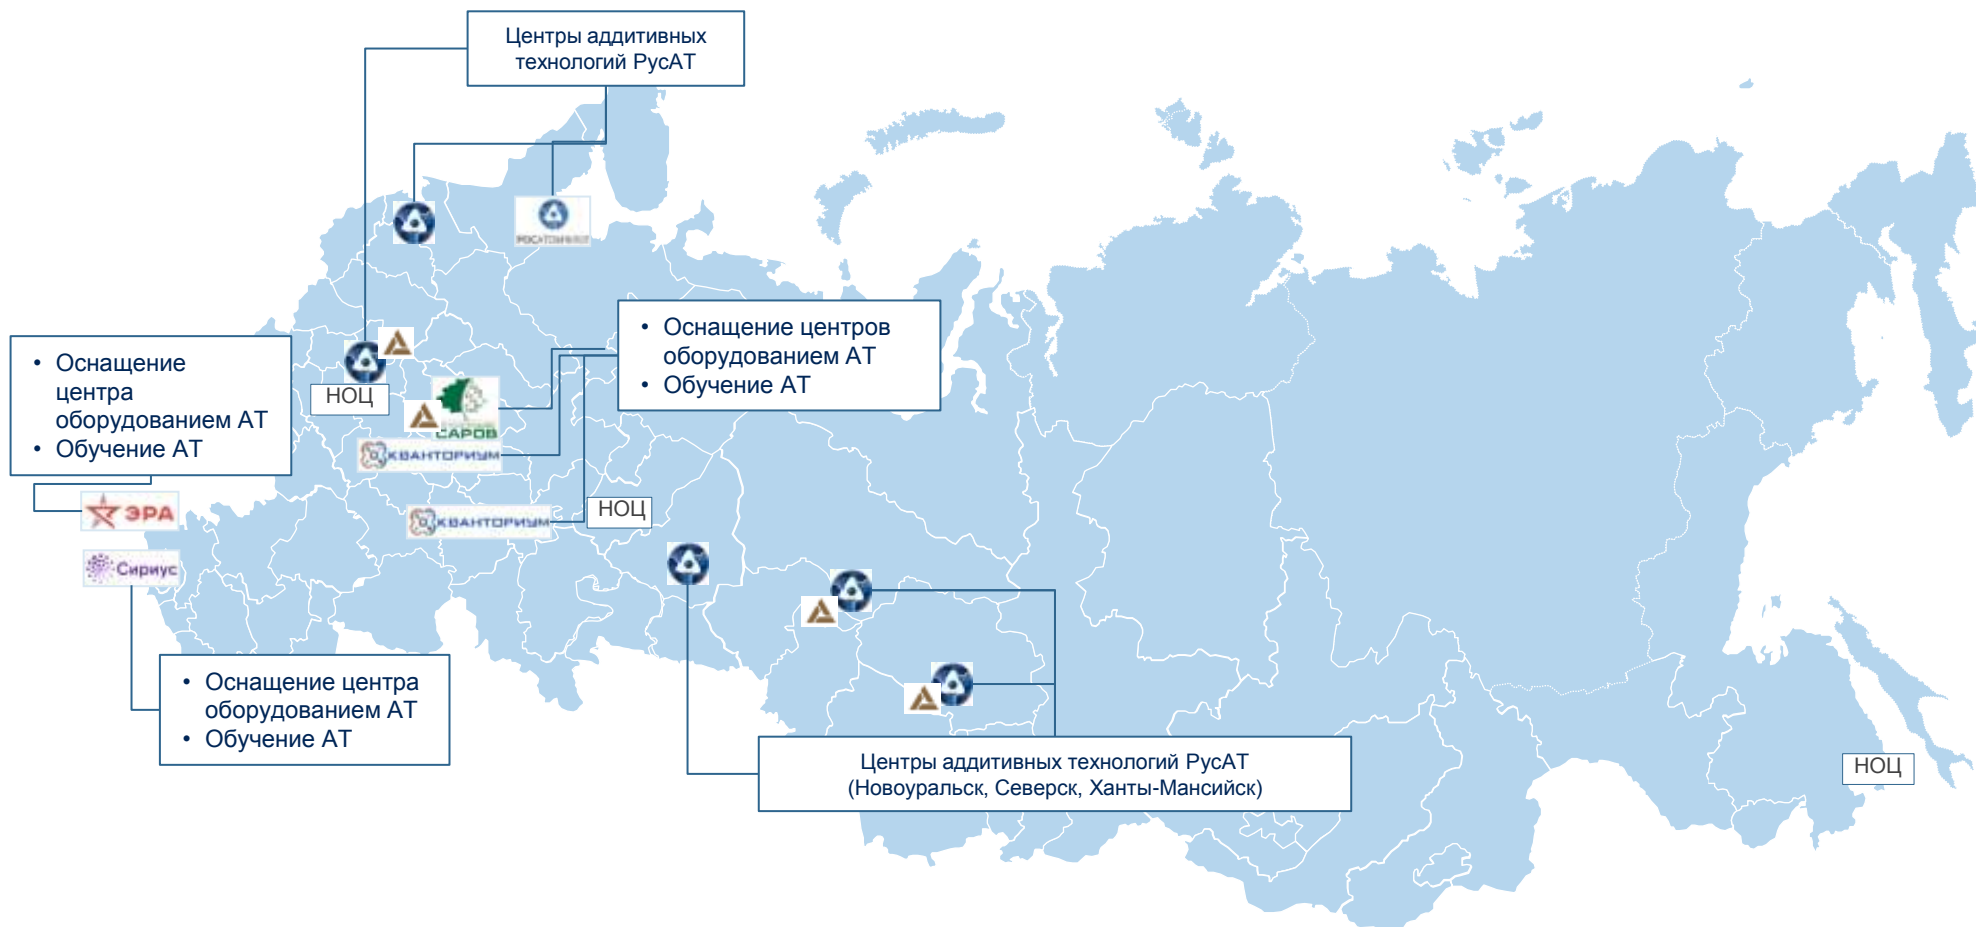 Центры аддитивных
технологий РусАТ
• Оснащение центров
оборудованием АТ
• Обучение АТ
• Оснащение
центра
оборудованием АТ
• Обучение АТ
НОЦ
САРОВ
КВАНТОРИУМ
ЭРА
КВАНТОРИУМ
НОЦ
Сириус
• Оснащение центра
оборудованием АТ
• Обучение АТ
Центры аддитивных технологий РусАТ
(Новоуральск, Северск, Ханты-Мансийск)
НОЦ